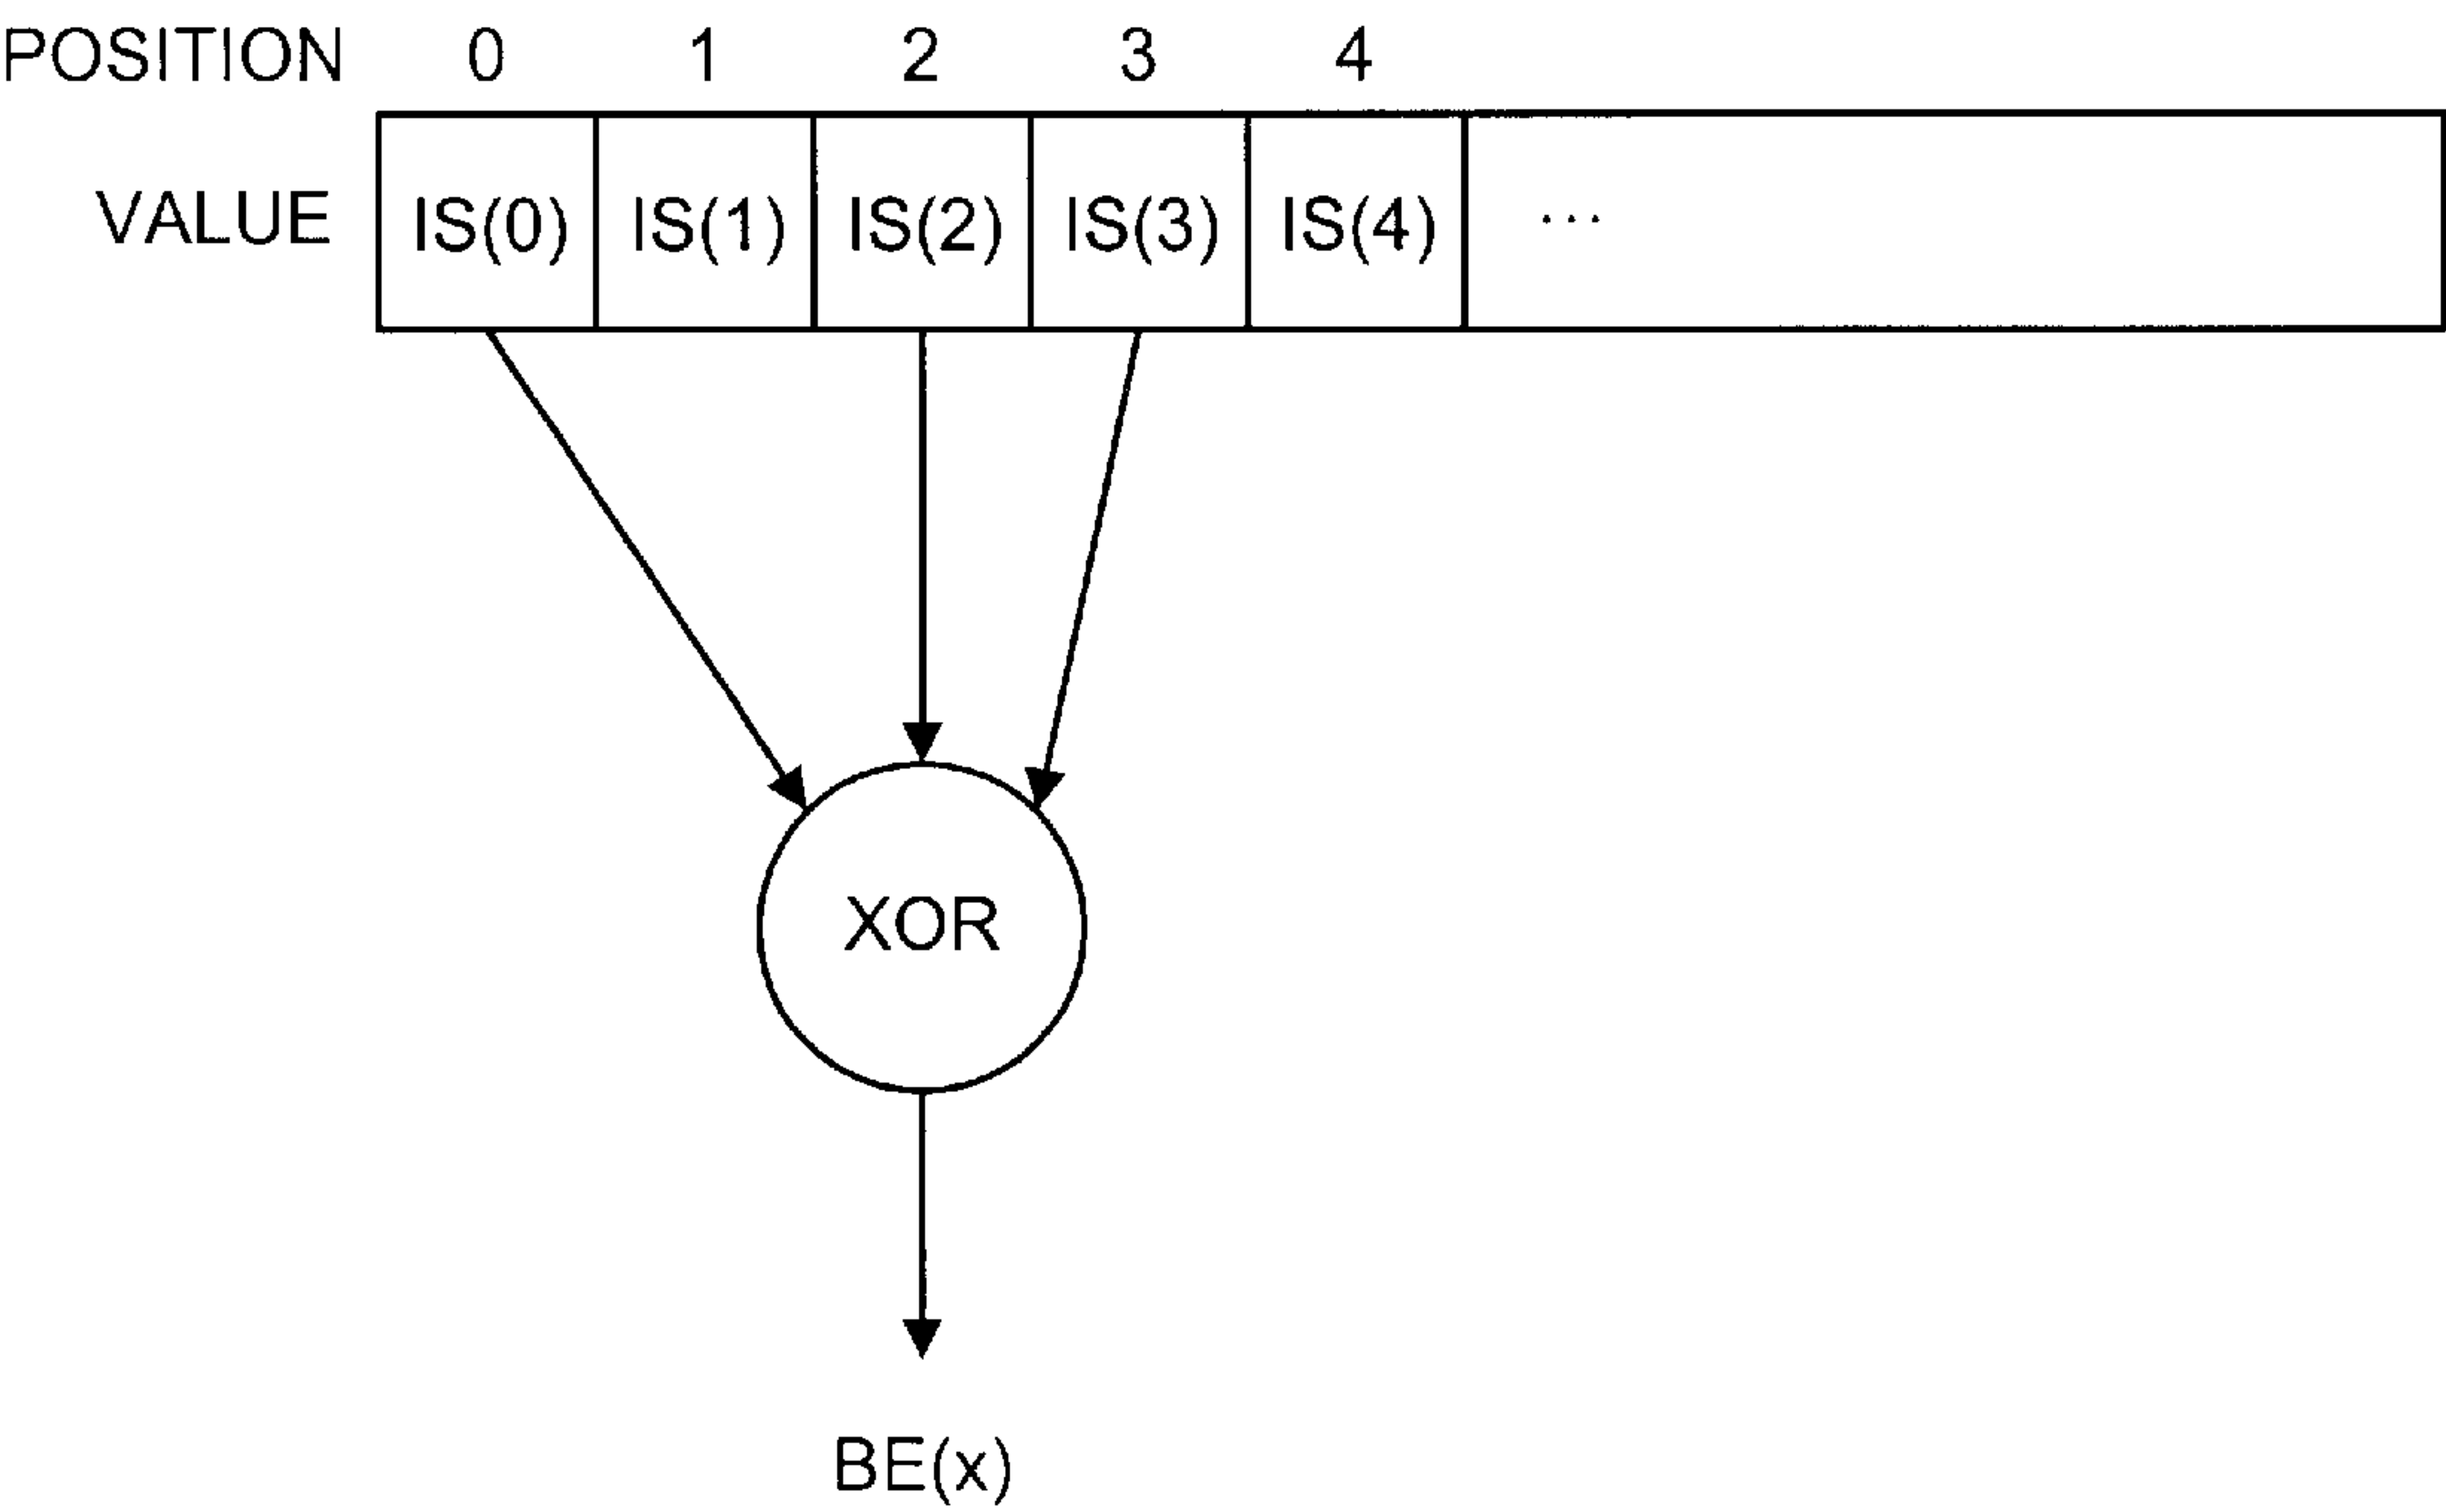 POSITION 0 1 2 3 4
VALUE IS(0) IS(1) IS(2) IS(3) IS(4) ...
XOR
BE(x)